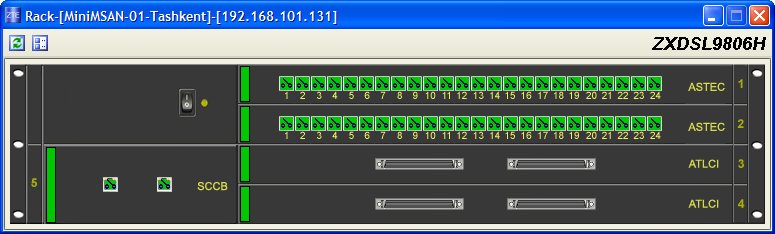 ZTE Rack-[MiniMSAN-01-Tashkent]-[192.168.101.131]
ZXDSL9806H
1 2 3 4 5 6 7 8 9 10 11 12 13 14 15 16 17 18 19 20 21 22 23 24
ASTEC 1
1 2 3 4 5 6 7 8 9 10 11 12 13 14 15 16 17 18 19 20 21 22 23 24
ASTEC 2
ATLCI 3
5 SCCB
ATLCI 4